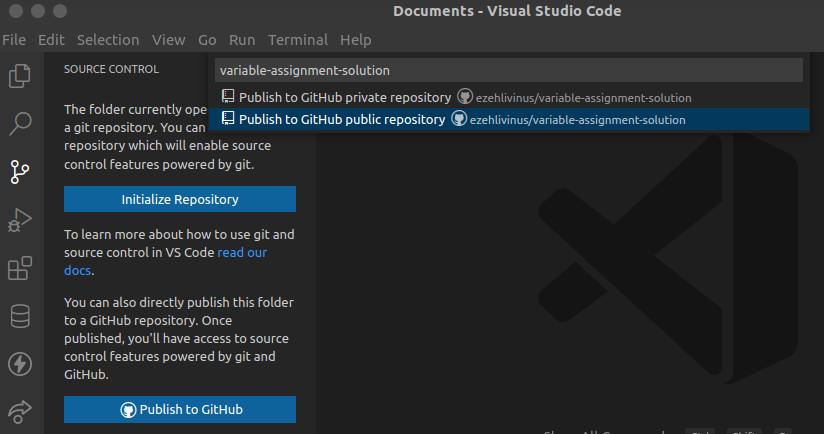 Documents - Visual Studio Code
File Edit Selection View Go Run Terminal Help
SOURCE CONTROL
variable-assignment-solution
Publish to GitHub private repository ezehlivinus/variable-assignment-solution
Publish to GitHub public repository ezehlivinus/variable-assignment-solution
The folder currently ope
a git repository. You can
repository which will enable source
control features powered by git.
Initialize Repository
To learn more about how to use git and
source control in VS Code read our
docs.
You can also directly publish this folder
to a GitHub repository. Once
published, you'll have access to source
control features powered by git and
GitHub.
Publish to GitHub